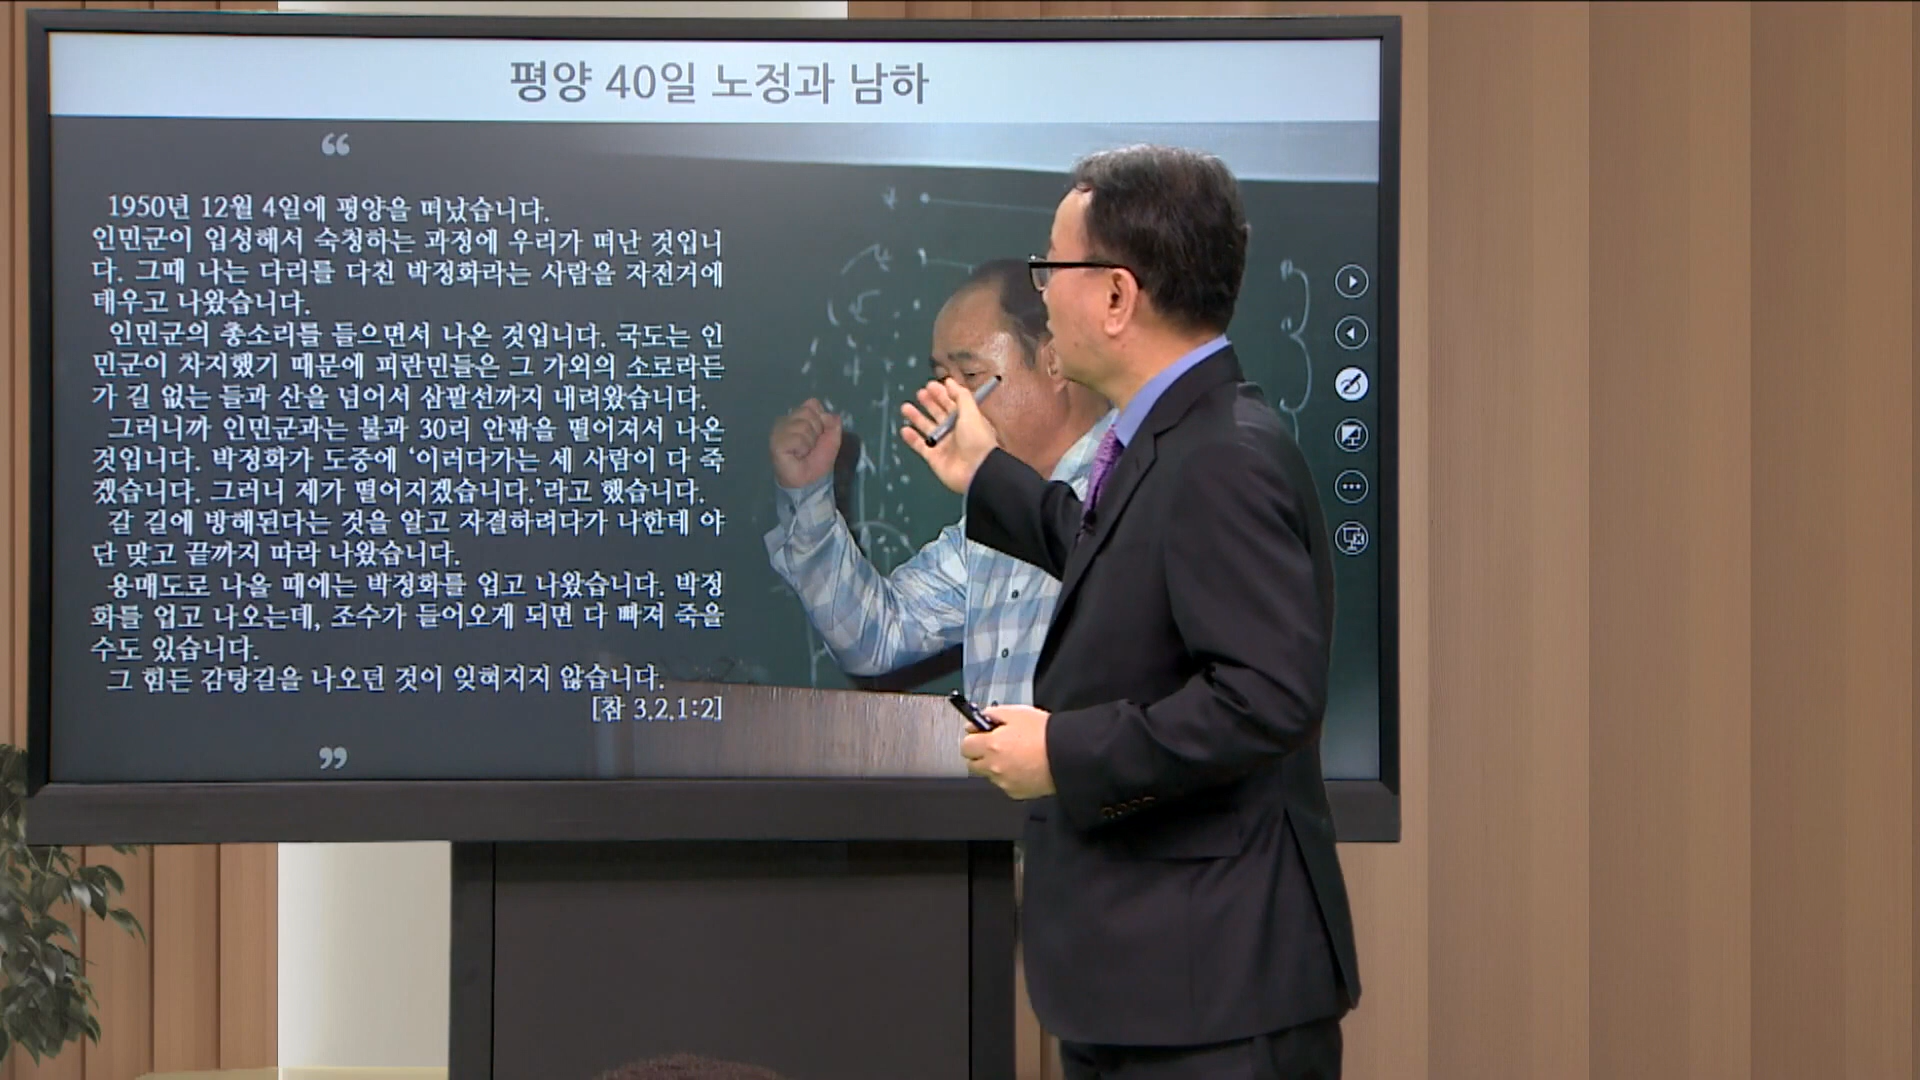 평양 40일 노정과 남하
“
1950년 12월 4일에 평양을 떠났습니다.
인민군이 입성해서 숙청하는 과정에 우리가 떠난 것입니
다. 그때 나는 다리를 다친 박정화라는 사람을 자전거에
태우고 나왔습니다.
인민군의 총소리를 들으면서 나온 것입니다. 국도는 인
민군이 차지했기 때문에 피란민들은 그 가외의 소로라든
가 길 없는 들과 산을 넘어서 삼팔선까지 내려왔습니다.
그러니까 인민군과는 불과 30리 안팎을 떨어져서 나온
것입니다. 박정화가 도중에 ‘이러다가는 세 사람이 다 죽
겠습니다. 그러니 제가 떨어지겠습니다.’라고 했습니다.
갈 길에 방해된다는 것을 알고 자결하려다가 나한테 야
단 맞고 끝까지 따라 나왔습니다.
용매도로 나올 때에는 박정화를 업고 나왔습니다. 박정
화를 업고 나오는데, 조수가 들어오게 되면 다 빠져 죽을
수도 있습니다.
그 힘든 감탕길을 나오던 것이 잊혀지지 않습니다.
[참 3.2.1:2]
”